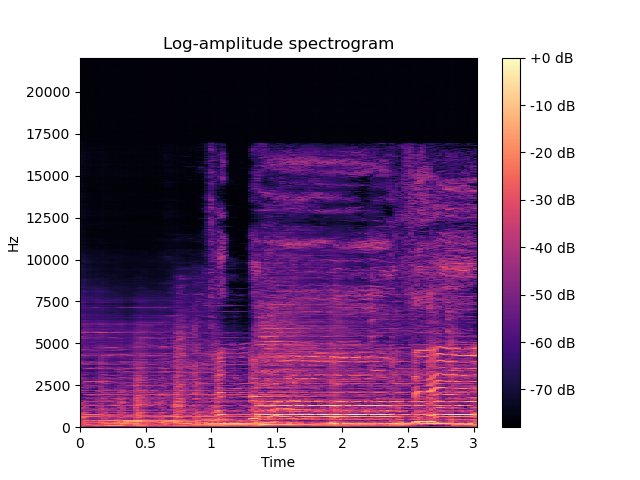 Log-amplitude spectrogram
20000
17500
15000
12500
10000
7500
5000
2500
0
Hz
0 0.5 1 1.5 2 2.5 3
Time
+0 dB
-10 dB
-20 dB
-30 dB
-40 dB
-50 dB
-60 dB
-70 dB